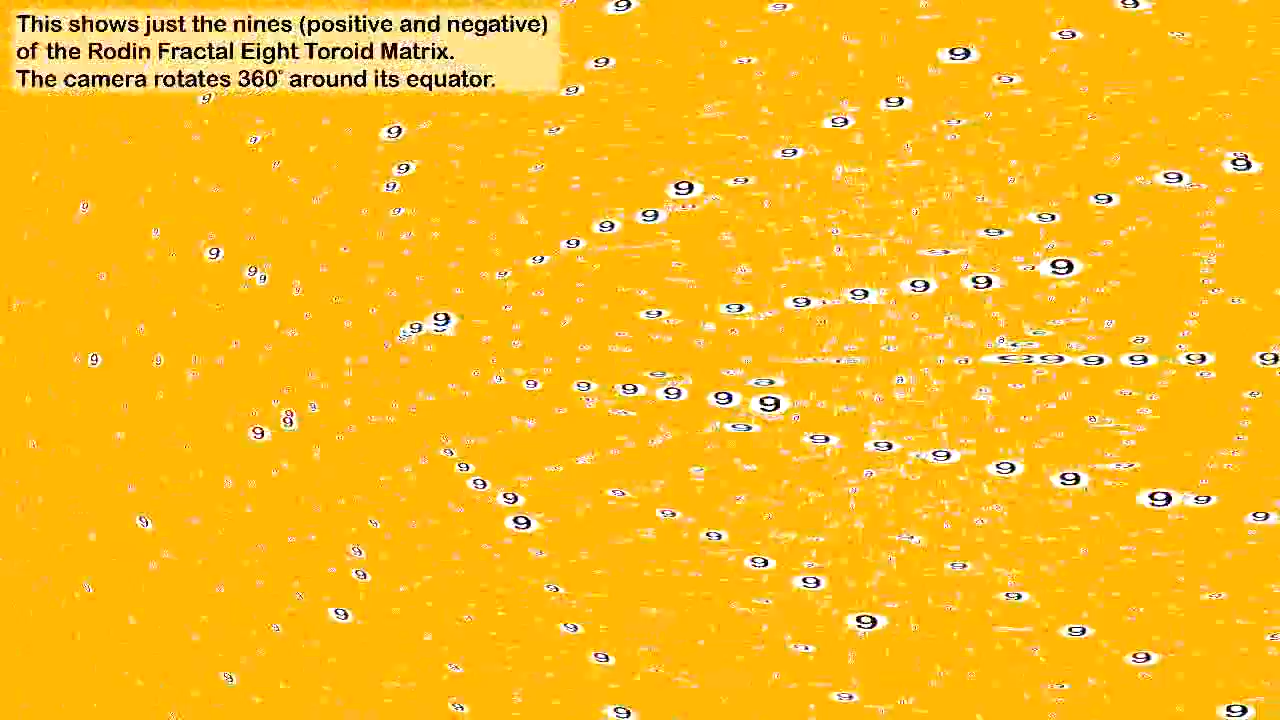 This shows just the nines (positive and negative)
of the Rodin Fractal Eight Toroid Matrix.
The camera rotates 360° around its equator.